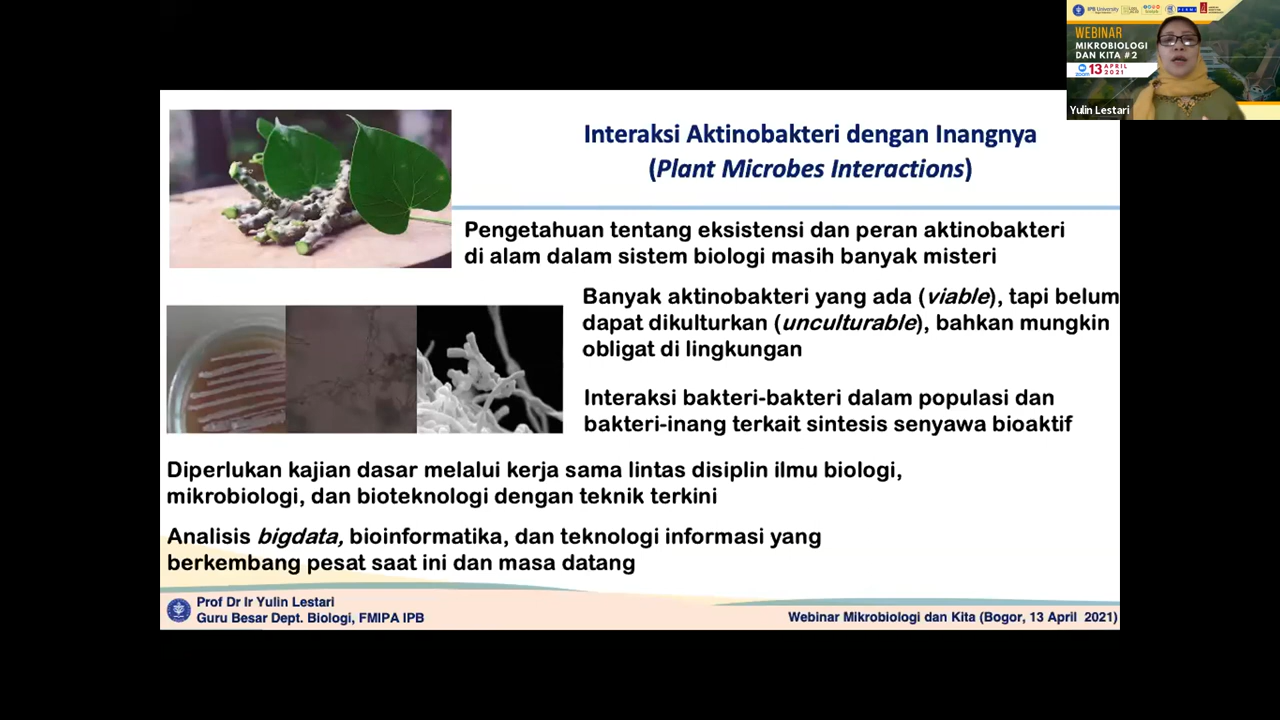 IPB University
WEBINAR
MIKROBIOLOGI
DAN KITA #2
zoom 13 APRIL 2021
Yulin Lestari
Interaksi Aktinobakteri dengan Inangnya
(Plant Microbes Interactions)
Pengetahuan tentang eksistensi dan peran aktinobakteri
di alam dalam sistem biologi masih banyak misteri
Banyak aktinobakteri yang ada (viable), tapi belum
dapat dikulturkan (unculturable), bahkan mungkin
obligat di lingkungan
Interaksi bakteri-bakteri dalam populasi dan
bakteri-inang terkait sintesis senyawa bioaktif
Diperlukan kajian dasar melalui kerja sama lintas disiplin ilmu biologi,
mikrobiologi, dan bioteknologi dengan teknik terkini
Analisis bigdata, bioinformatika, dan teknologi informasi yang
berkembang pesat saat ini dan masa datang
Prof Dr Ir Yulin Lestari
Guru Besar Dept. Biologi, FMIPA IPB
Webinar Mikrobiologi dan Kita (Bogor, 13 April 2021)